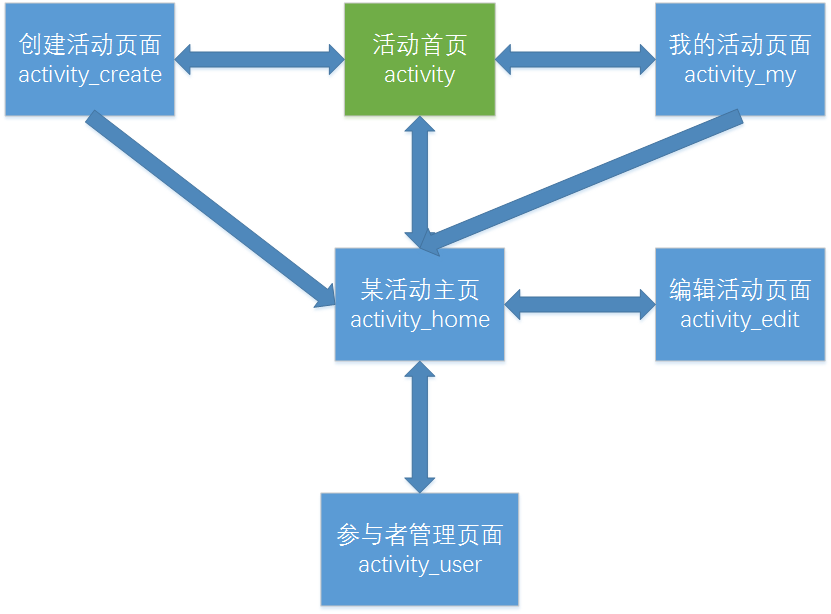 创建活动页面
activity_create
活动首页
activity
我的活动页面
activity_my
某活动主页
activity_home
编辑活动页面
activity_edit
参与者管理页面
activity_user